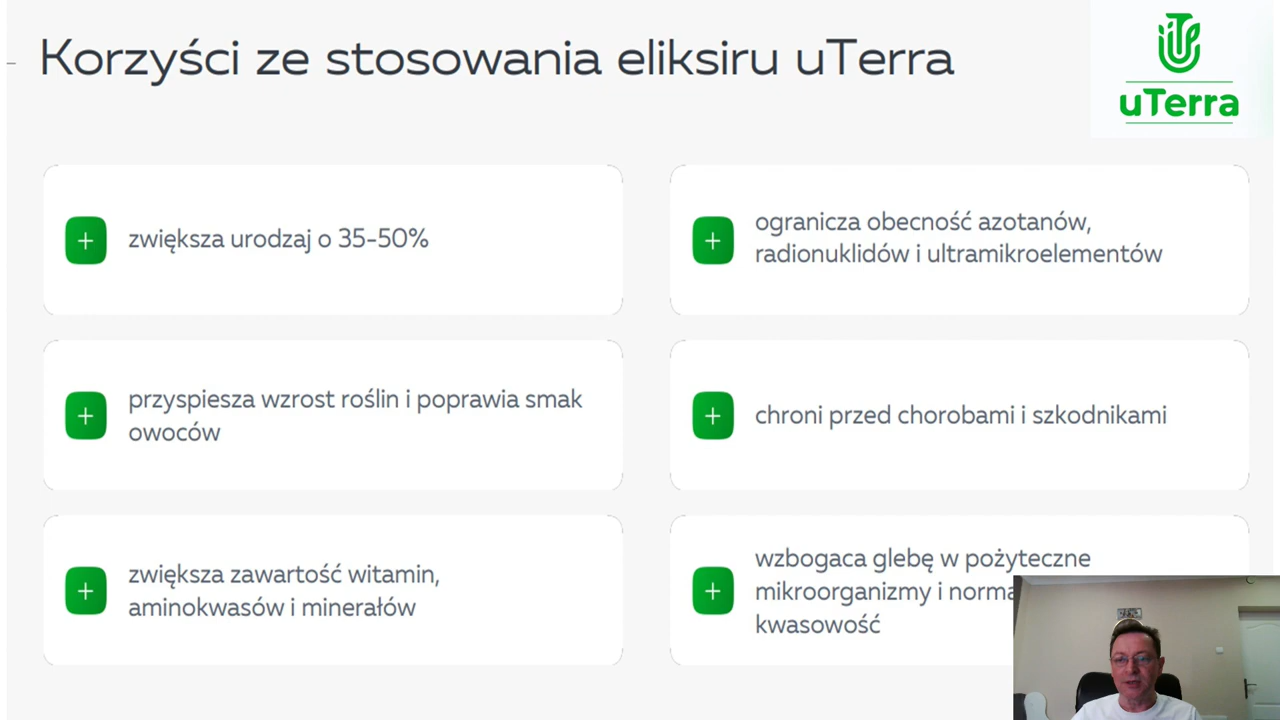 Korzyści ze stosowania eliksiru uTerra
uTerra
zwiększa urodzaj o 35-50%
ogranicza obecność azotanów,
radionuklidów i ultramikroelementów
przyspiesza wzrost roślin i poprawia smak
owoców
chroni przed chorobami i szkodnikami
zwiększa zawartość witamin,
aminokwasów i minerałów
wzbogaca glebę w pożyteczne
mikroorganizmy i
kwasowość